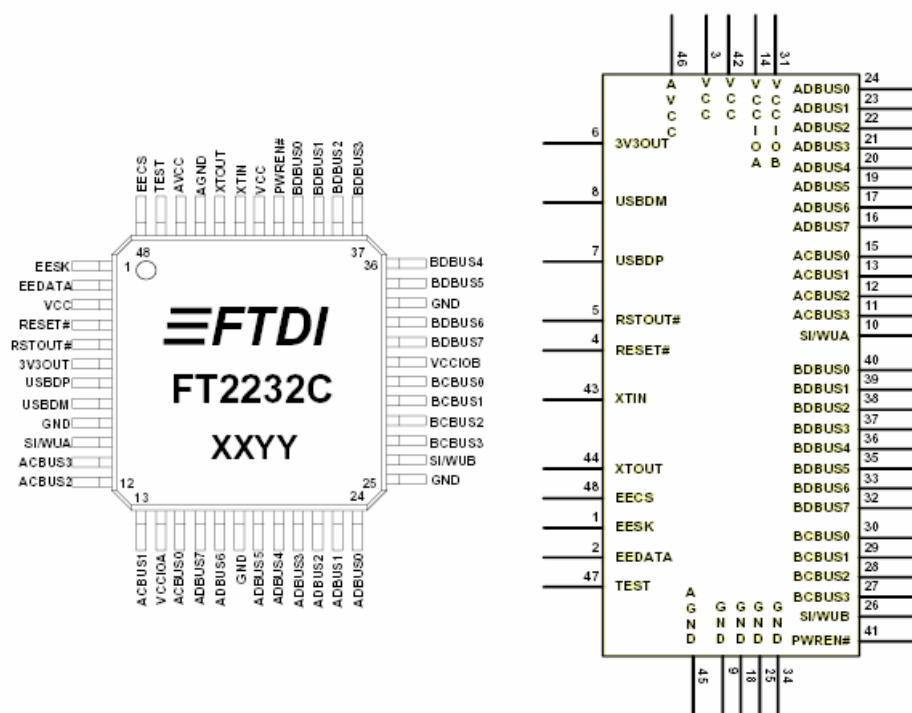 EECS
TEST
AVCC
AGND
XTOUT
XTIN
VCC
PWREN#
BDBUS0
BDBUS1
BDBUS2
BDBUS3
48
37
1
36
EESK
EEDATA
VCC
RESET#
RSTOUT#
3V3OUT
USBDP
USBDM
GND
SI/WUA
ACBUS3
ACBUS2
FTDI
FT2232C
XXYY
BDBUS4
BDBUS5
GND
BDBUS6
BDBUS7
VCCIOB
BCBUS0
BCBUS1
BCBUS2
BCBUS3
SI/WUB
GND
12
25
13
24
ACBUS1
VCCIOA
ACBUS0
ADBUS7
ADBUS6
GND
ADBUS5
ADBUS4
ADBUS3
ADBUS2
ADBUS1
ADBUS0
46
3
42
14
31
AVCC
VCC
VCC
VCCIOA
VCCIOB
6 3V3OUT
8 USBDM
7 USBDP
5 RSTOUT#
4 RESET#
43 XTIN
44 XTOUT
48 EECS
1 EESK
2 EEDATA
47 TEST
ADBUS0 24
ADBUS1 23
ADBUS2 22
ADBUS3 21
ADBUS4 20
ADBUS5 19
ADBUS6 17
ADBUS7 16
ACBUS0 15
ACBUS1 13
ACBUS2 12
ACBUS3 11
SI/WUA 10
BDBUS0 40
BDBUS1 39
BDBUS2 38
BDBUS3 37
BDBUS4 36
BDBUS5 35
BDBUS6 33
BDBUS7 32
BCBUS0 30
BCBUS1 29
BCBUS2 28
BCBUS3 27
SI/WUB 26
PWREN# 41
AGND
GND
GND
GND
GND
45
9
18
25
34